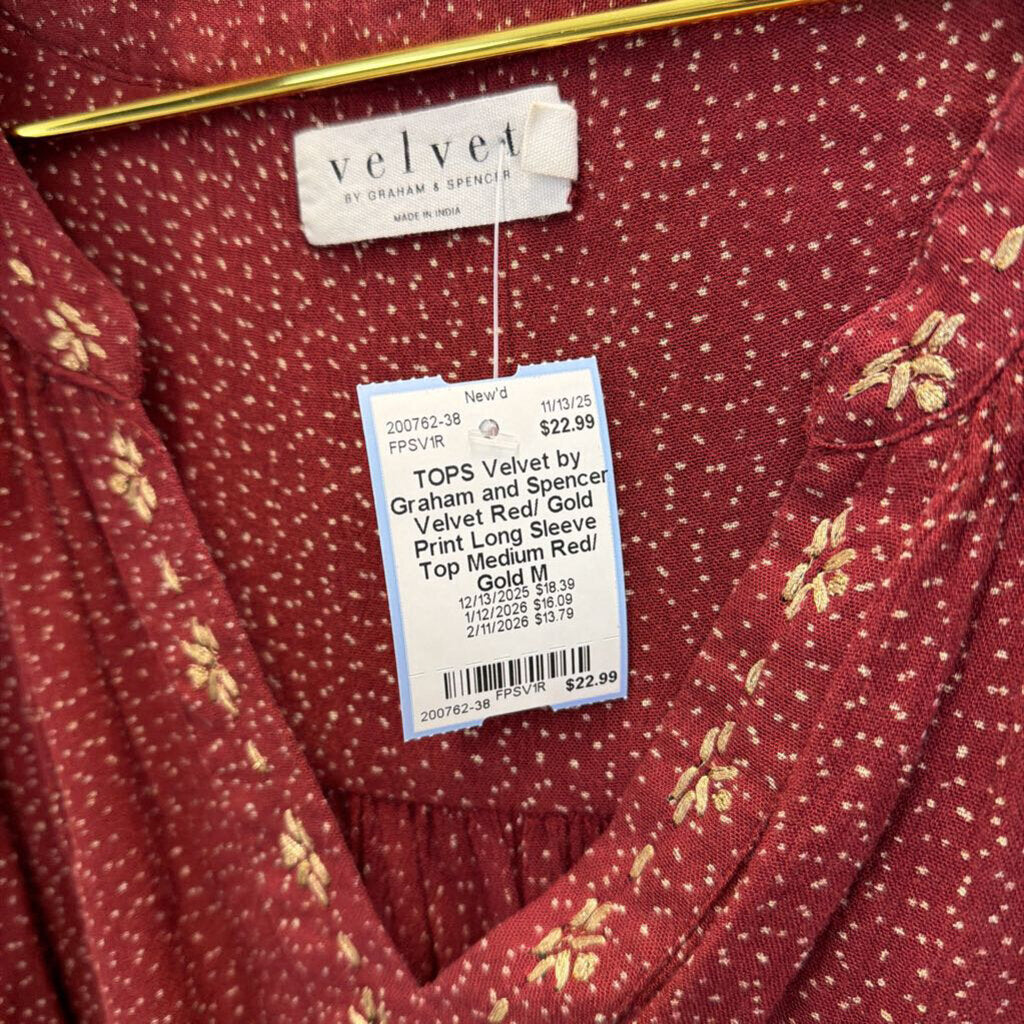 velvet
BY GRAHAM & SPENCER
MADE IN INDIA
New'd
200762-38
11/13/25
FPSV1R
$22.99
TOPS Velvet by
Graham and Spencer
Velvet Red/ Gold
Print Long Sleeve
Top Medium Red/
Gold M
12/13/2025 $18.39
1/12/2026 $16.09
2/11/2026 $13.79
FPSV1R
200762-38
$22.99